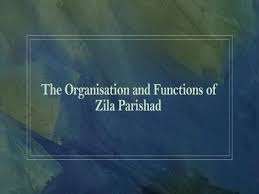 The Organisation and Functions of
Zila Parishad